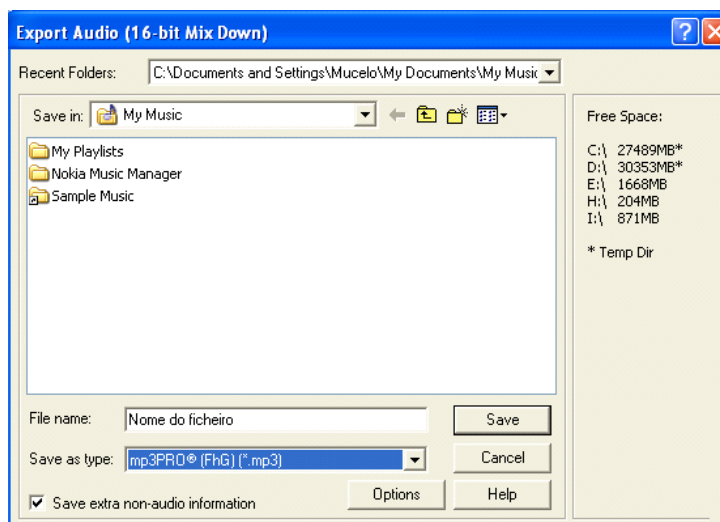 Export Audio (16-bit Mix Down)
Recent Folders: C:\Documents and Settings\Mucelo\My Documents\My Music
Save in: My Music
My Playlists
Nokia Music Manager
Sample Music
File name: Nome do ficheiro
Save
Save as type: mp3PRO® (FhG) (*.mp3)
Cancel
Save extra non-audio information
Options
Help
Free Space:
C:\ 27489MB*
D:\ 30353MB*
E:\ 1668MB
H:\ 204MB
I:\ 871MB
* Temp Dir